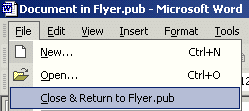 Document in Flyer.pub - Microsoft Word
File Edit View Insert Format Tools
New... Ctrl+N
Open... Ctrl+O
Close & Return to Flyer.pub